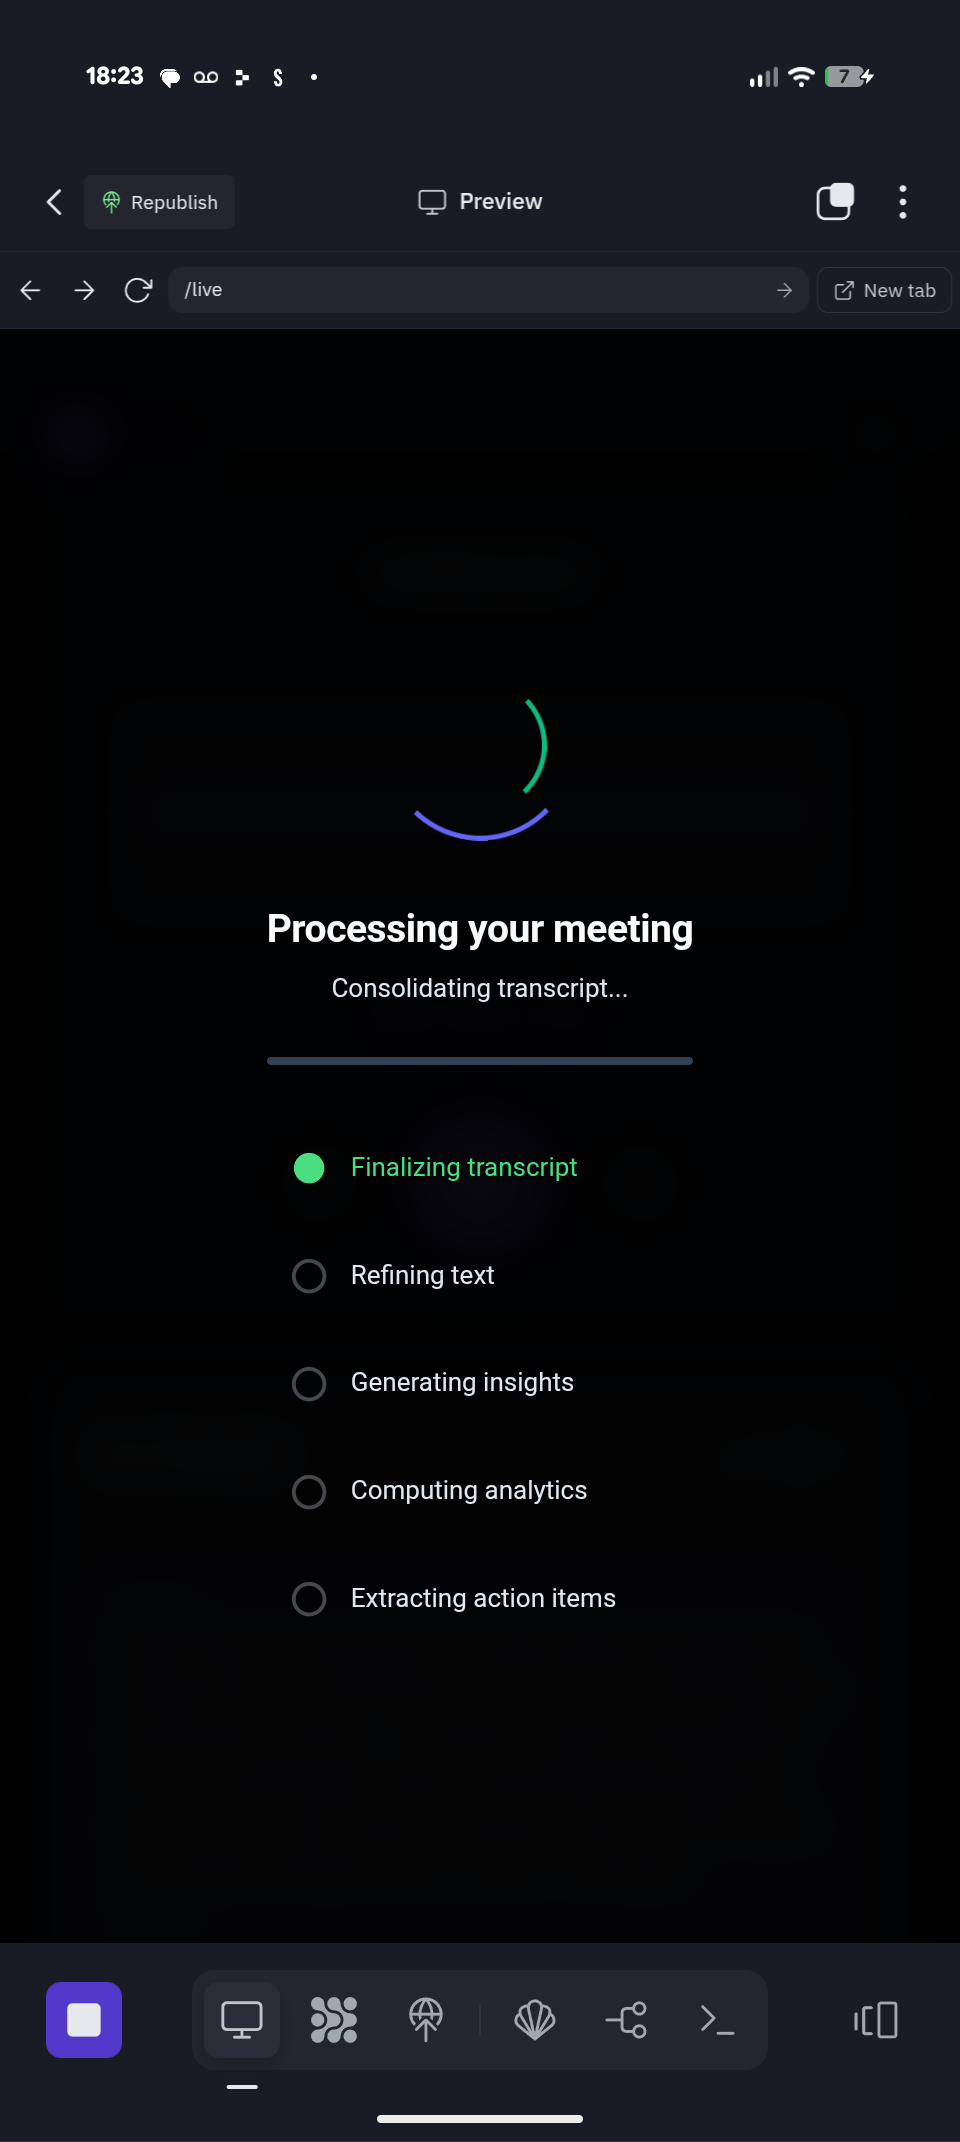 18:23
7
Republish
Preview
/live
New tab
Processing your meeting
Consolidating transcript...
Finalizing transcript
Refining text
Generating insights
Computing analytics
Extracting action items